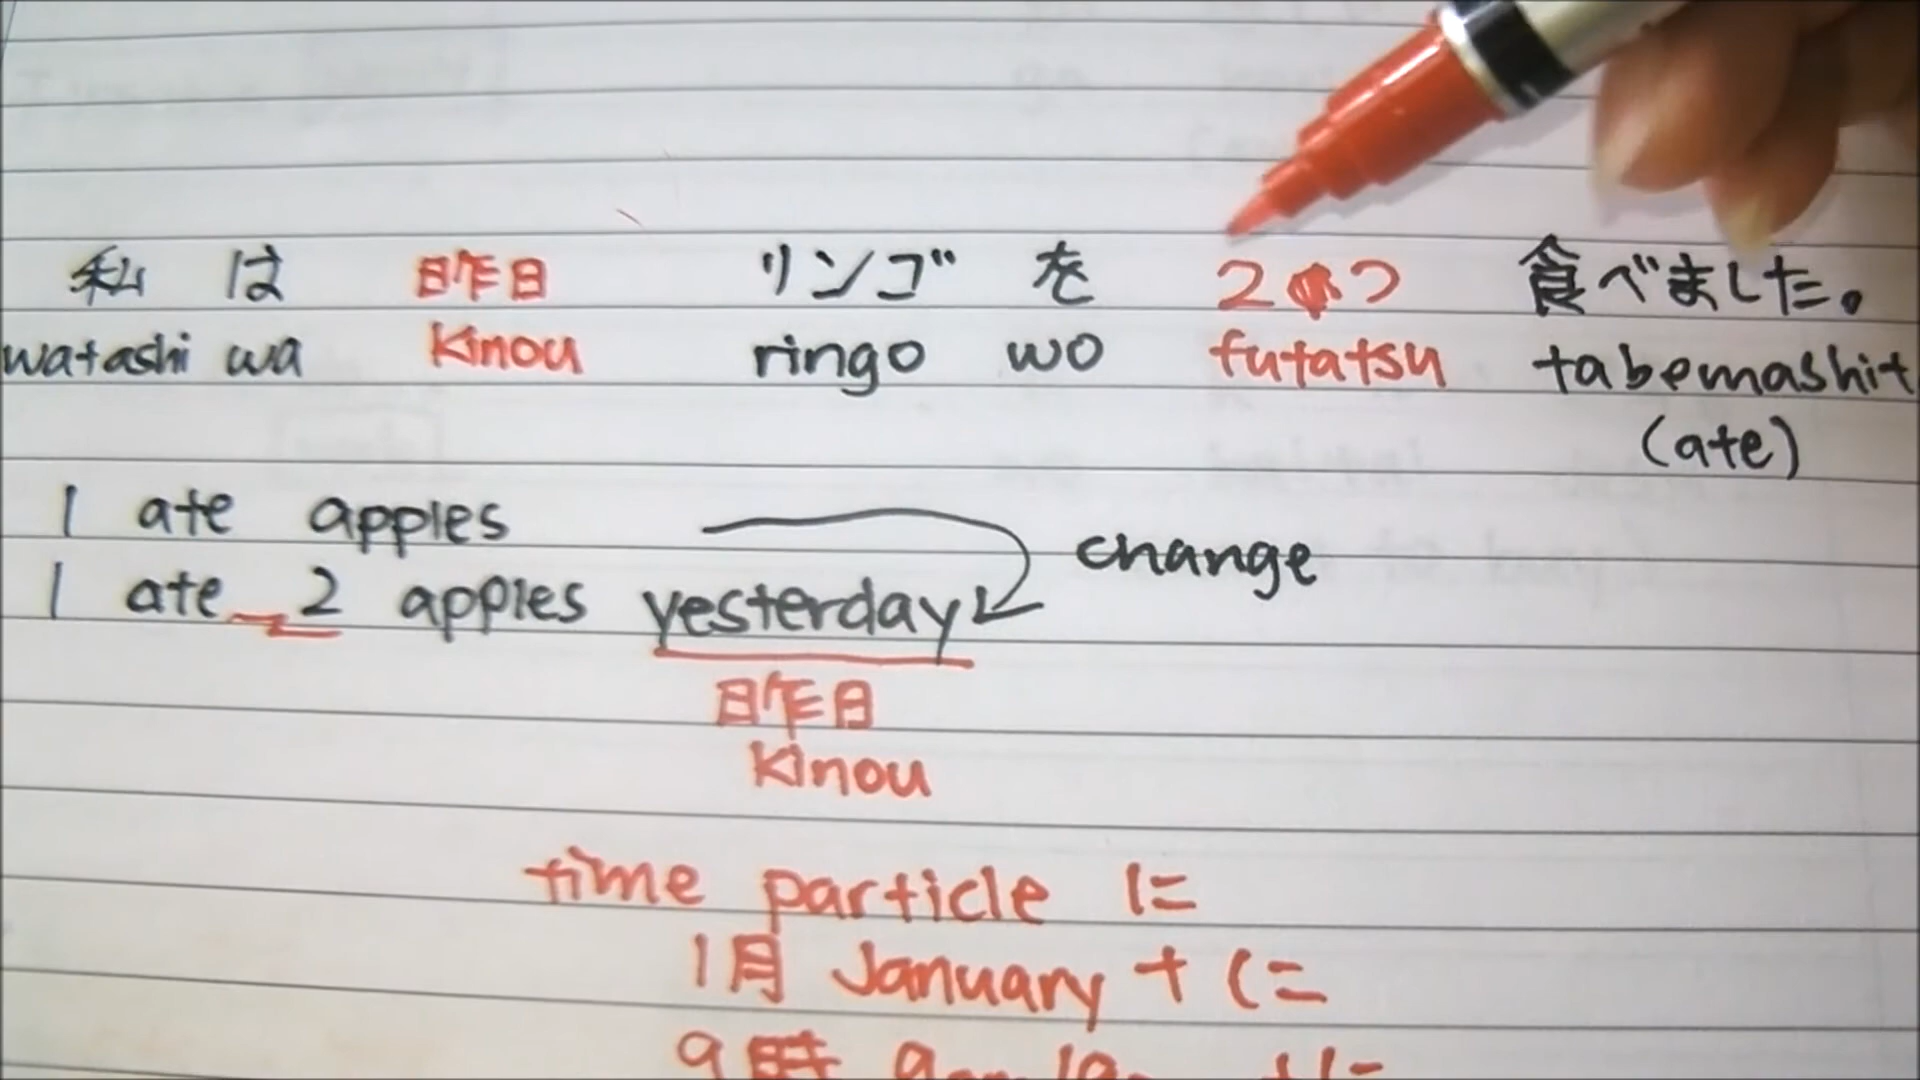 私 は 昨日 リンゴ を 2つ 食べました。
watashi wa kinou ringo wo futatsu tabemashit
(ate)
I ate apples
change
I ate 2 apples yesterday
昨日
kinou
time particle に
1月 January + に
9時